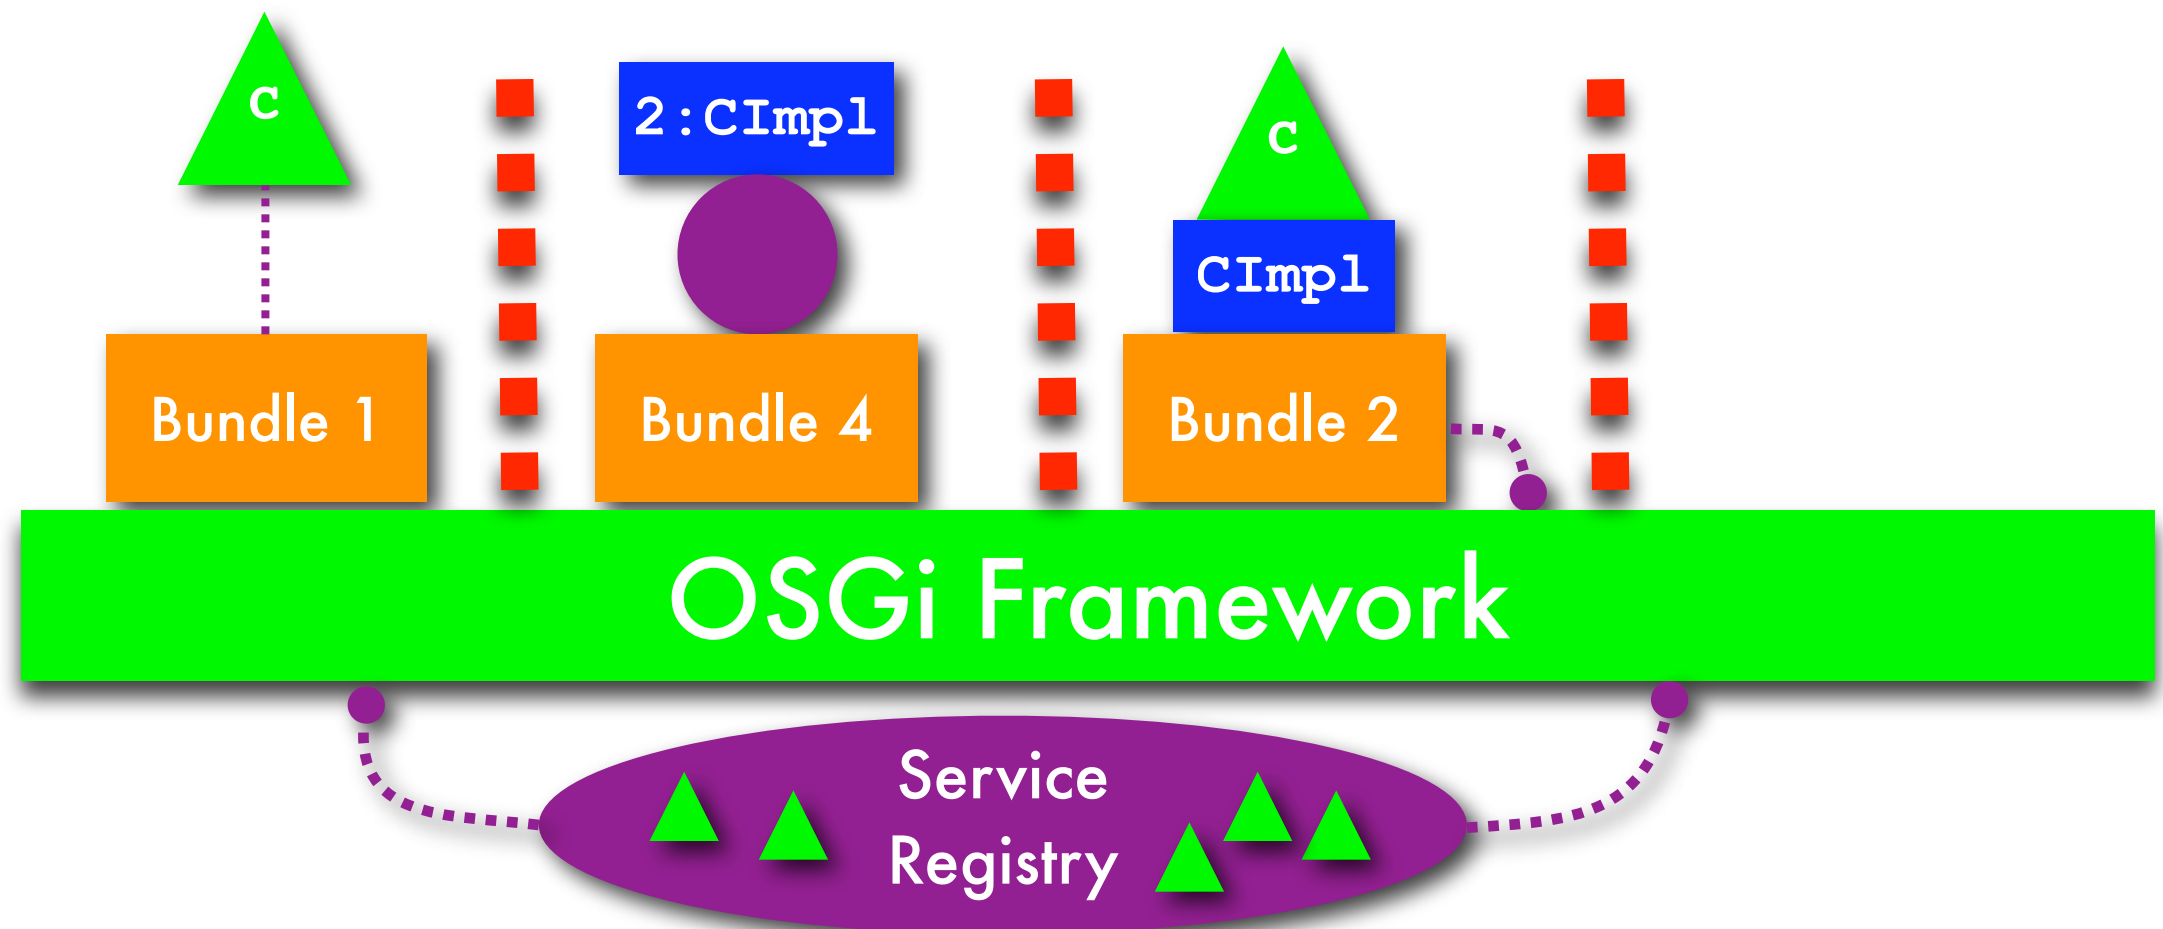 C
2:CImpl
C
CImpl
Bundle 1
Bundle 4
Bundle 2
OSGi Framework
Service
Registry